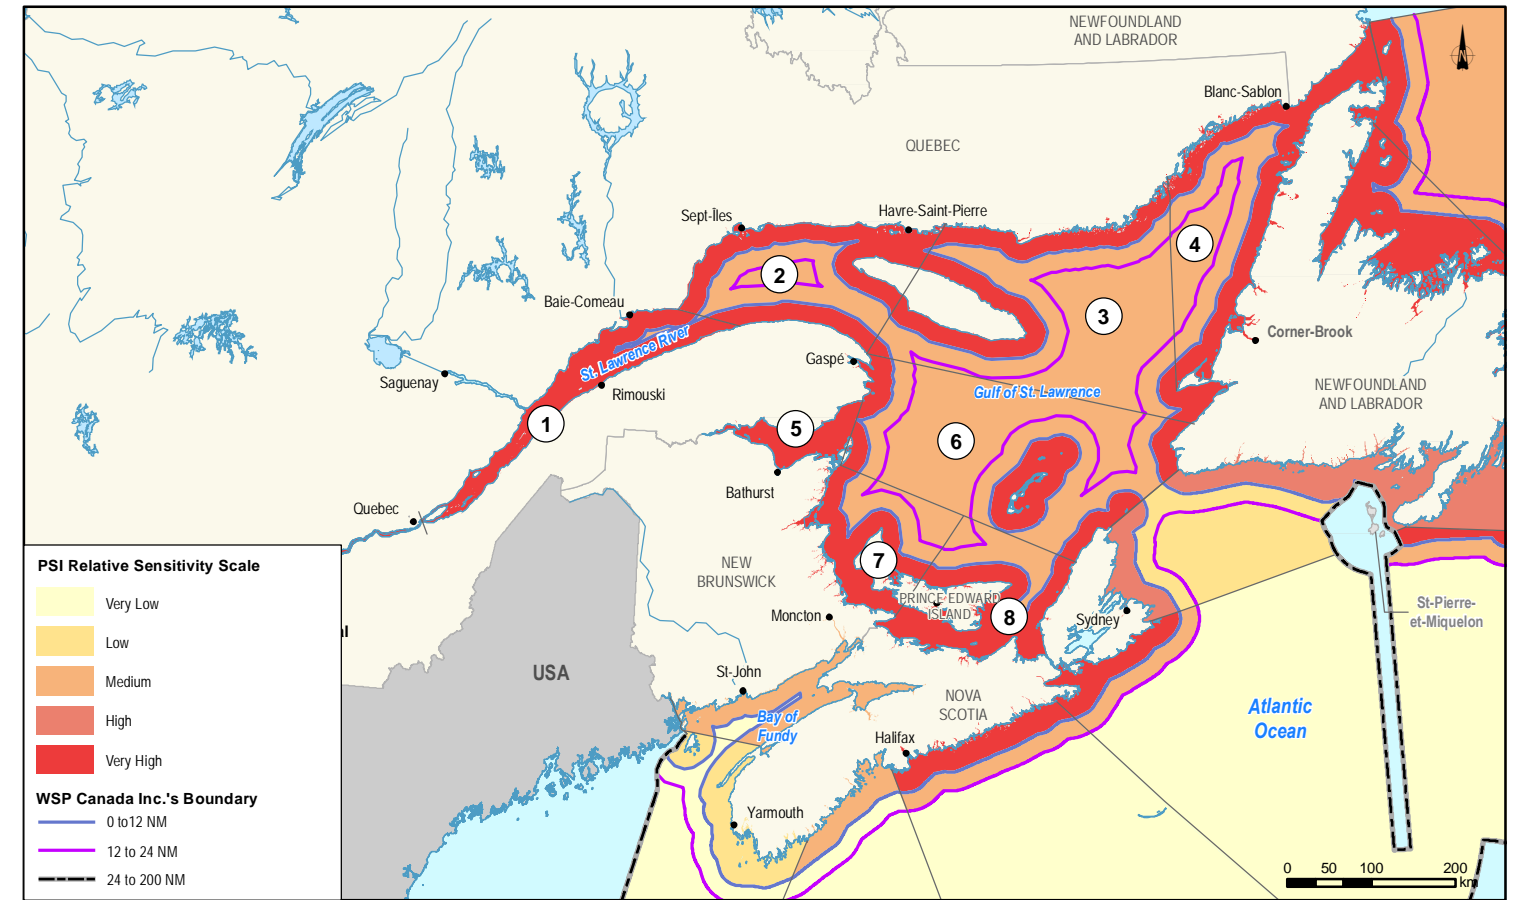 NEWFOUNDLAND
AND LABRADOR
Blanc-Sablon
QUEBEC
Sept-Îles
Havre-Saint-Pierre
4
2
Baie-Comeau
3
Corner-Brook
St. Lawrence River
Gaspé
Saguenay
Rimouski
Gulf of St. Lawrence
NEWFOUNDLAND
AND LABRADOR
1
5
6
Bathurst
Quebec
7
NEW
BRUNSWICK
PRINCE EDWARD
ISLAND
8
Moncton
Sydney
St-Pierre-
et-Miquelon
al
USA
St-John
NOVA
SCOTIA
Bay of
Fundy
Atlantic
Ocean
Halifax
Yarmouth
PSI Relative Sensitivity Scale
Very Low
Low
Medium
High
Very High
WSP Canada Inc.'s Boundary
0 to12 NM
12 to 24 NM
24 to 200 NM
0 50 100 200
km